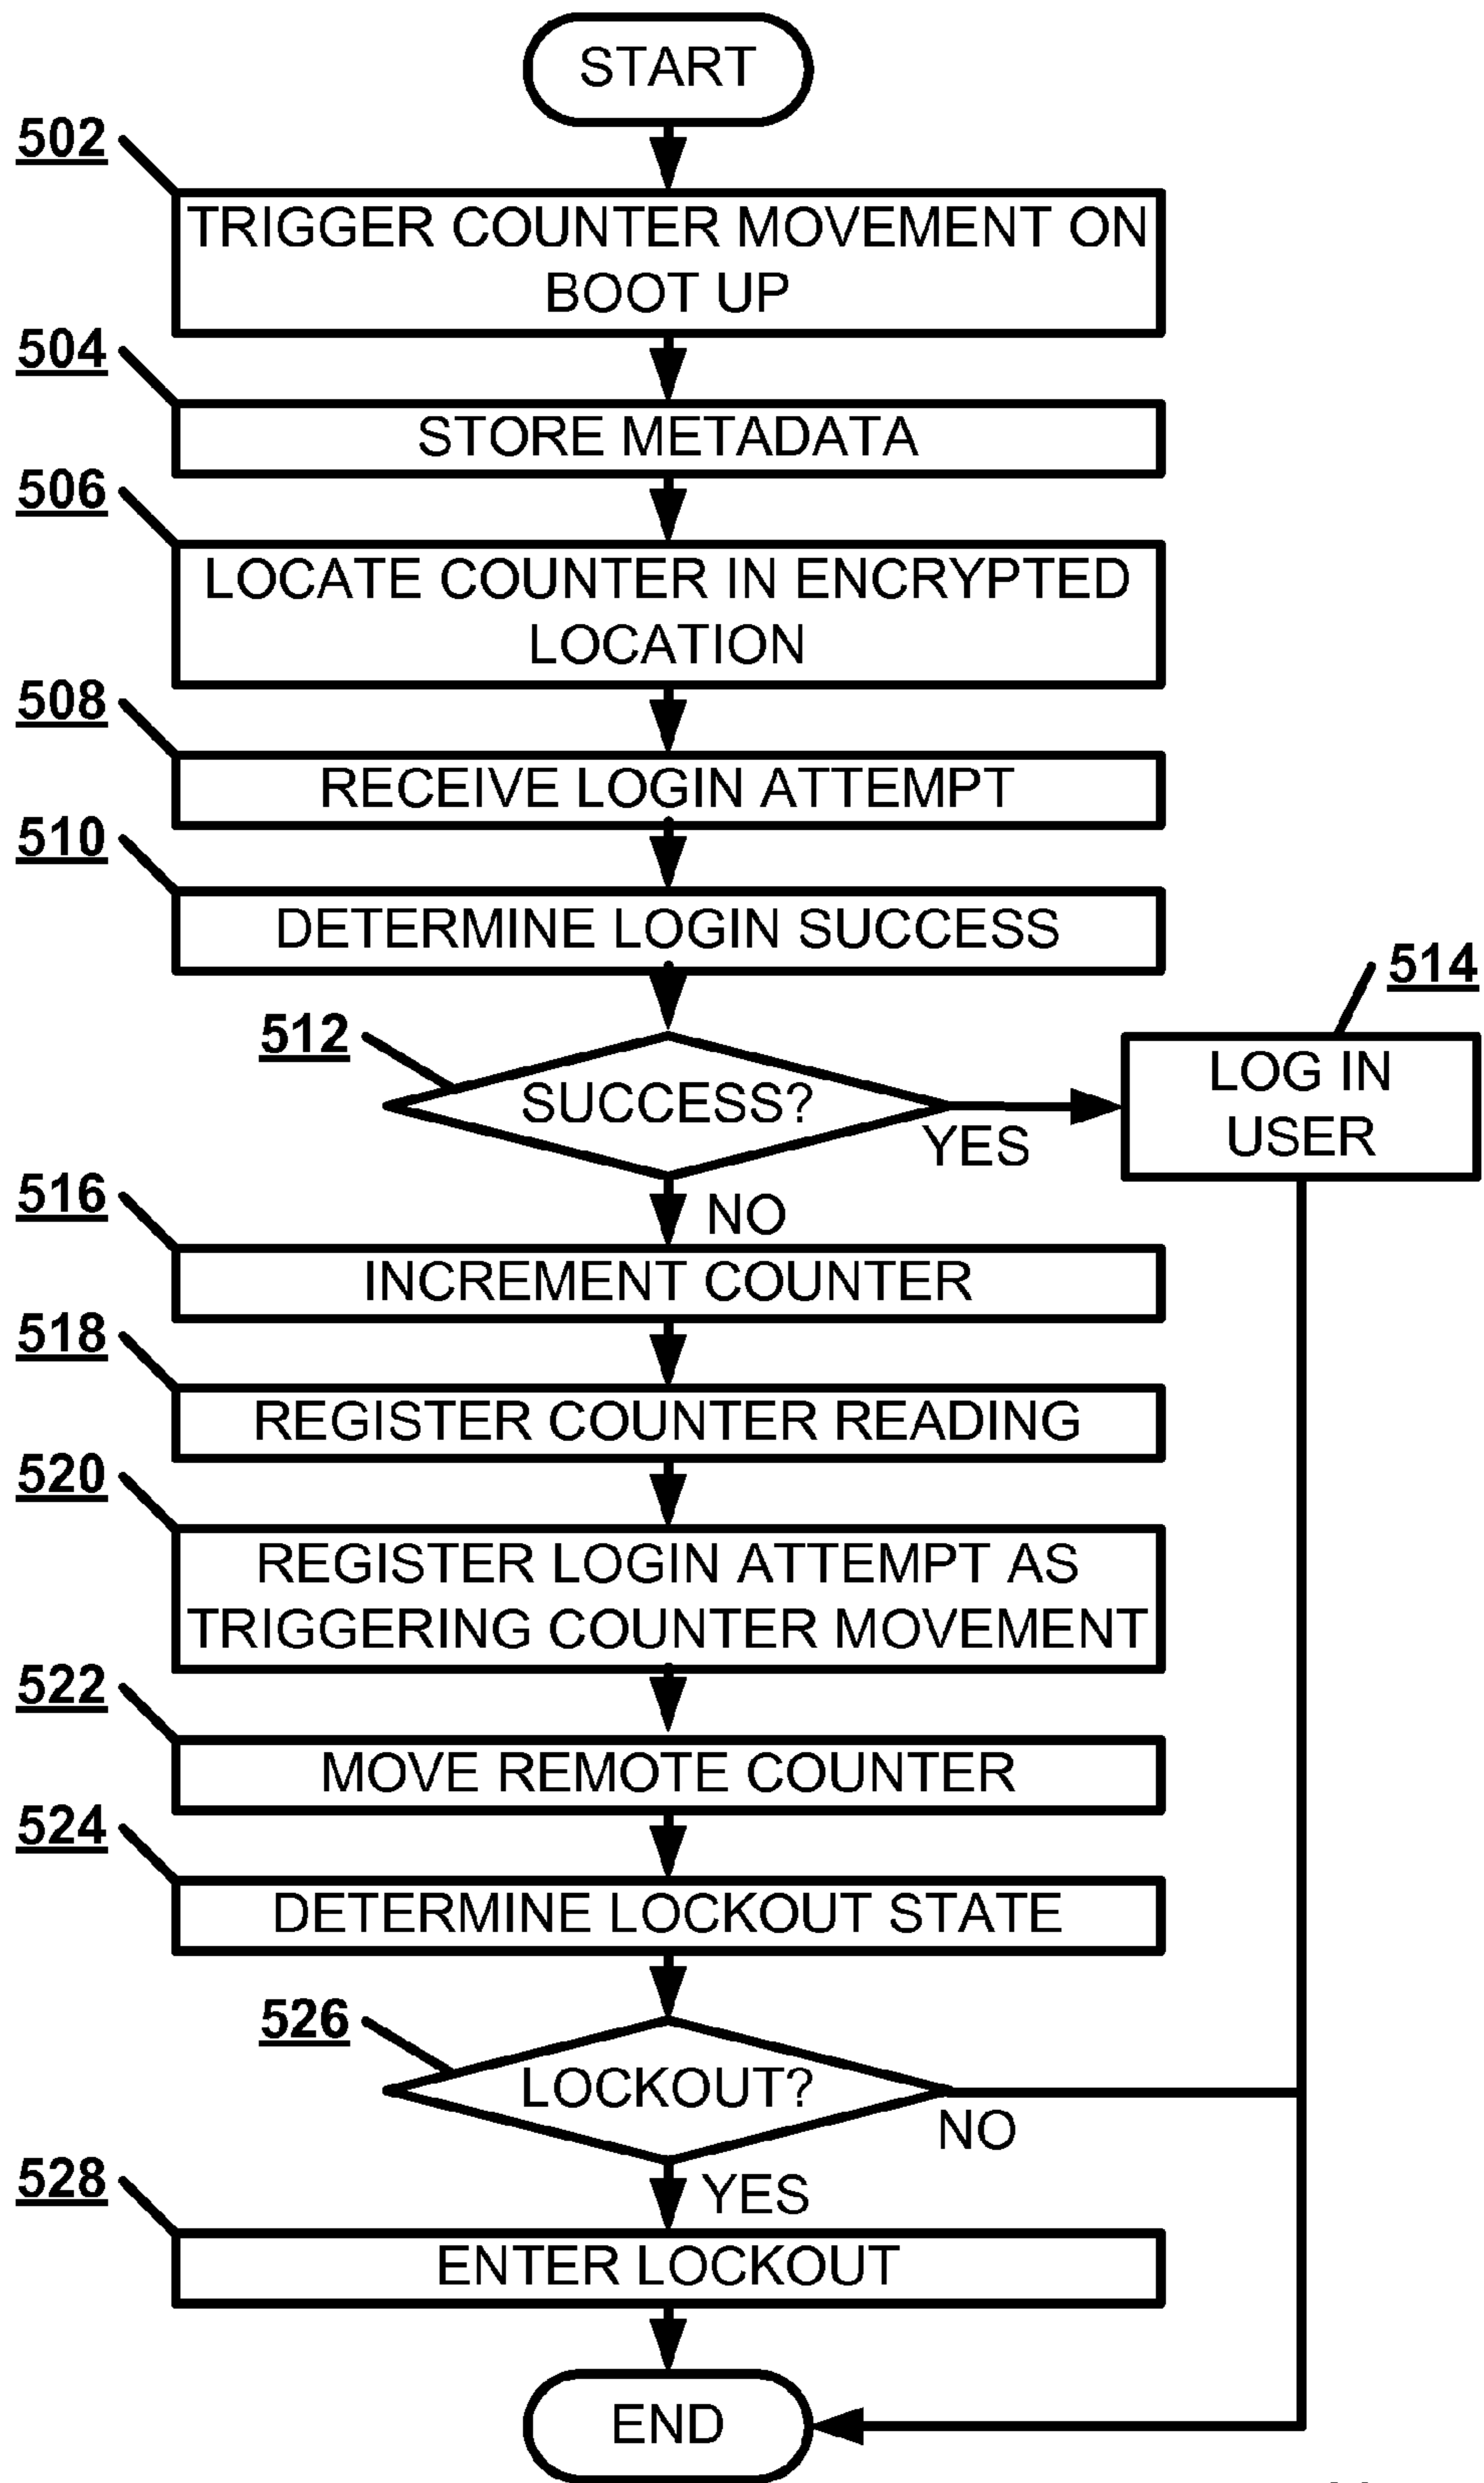 START
502
TRIGGER COUNTER MOVEMENT ON
BOOT UP
504
STORE METADATA
506
LOCATE COUNTER IN ENCRYPTED
LOCATION
508
RECEIVE LOGIN ATTEMPT
510
DETERMINE LOGIN SUCCESS
514
512
SUCCESS?
YES
LOG IN
USER
NO
516
INCREMENT COUNTER
518
REGISTER COUNTER READING
520
REGISTER LOGIN ATTEMPT AS
TRIGGERING COUNTER MOVEMENT
522
MOVE REMOTE COUNTER
524
DETERMINE LOCKOUT STATE
526
LOCKOUT?
NO
YES
528
ENTER LOCKOUT
END